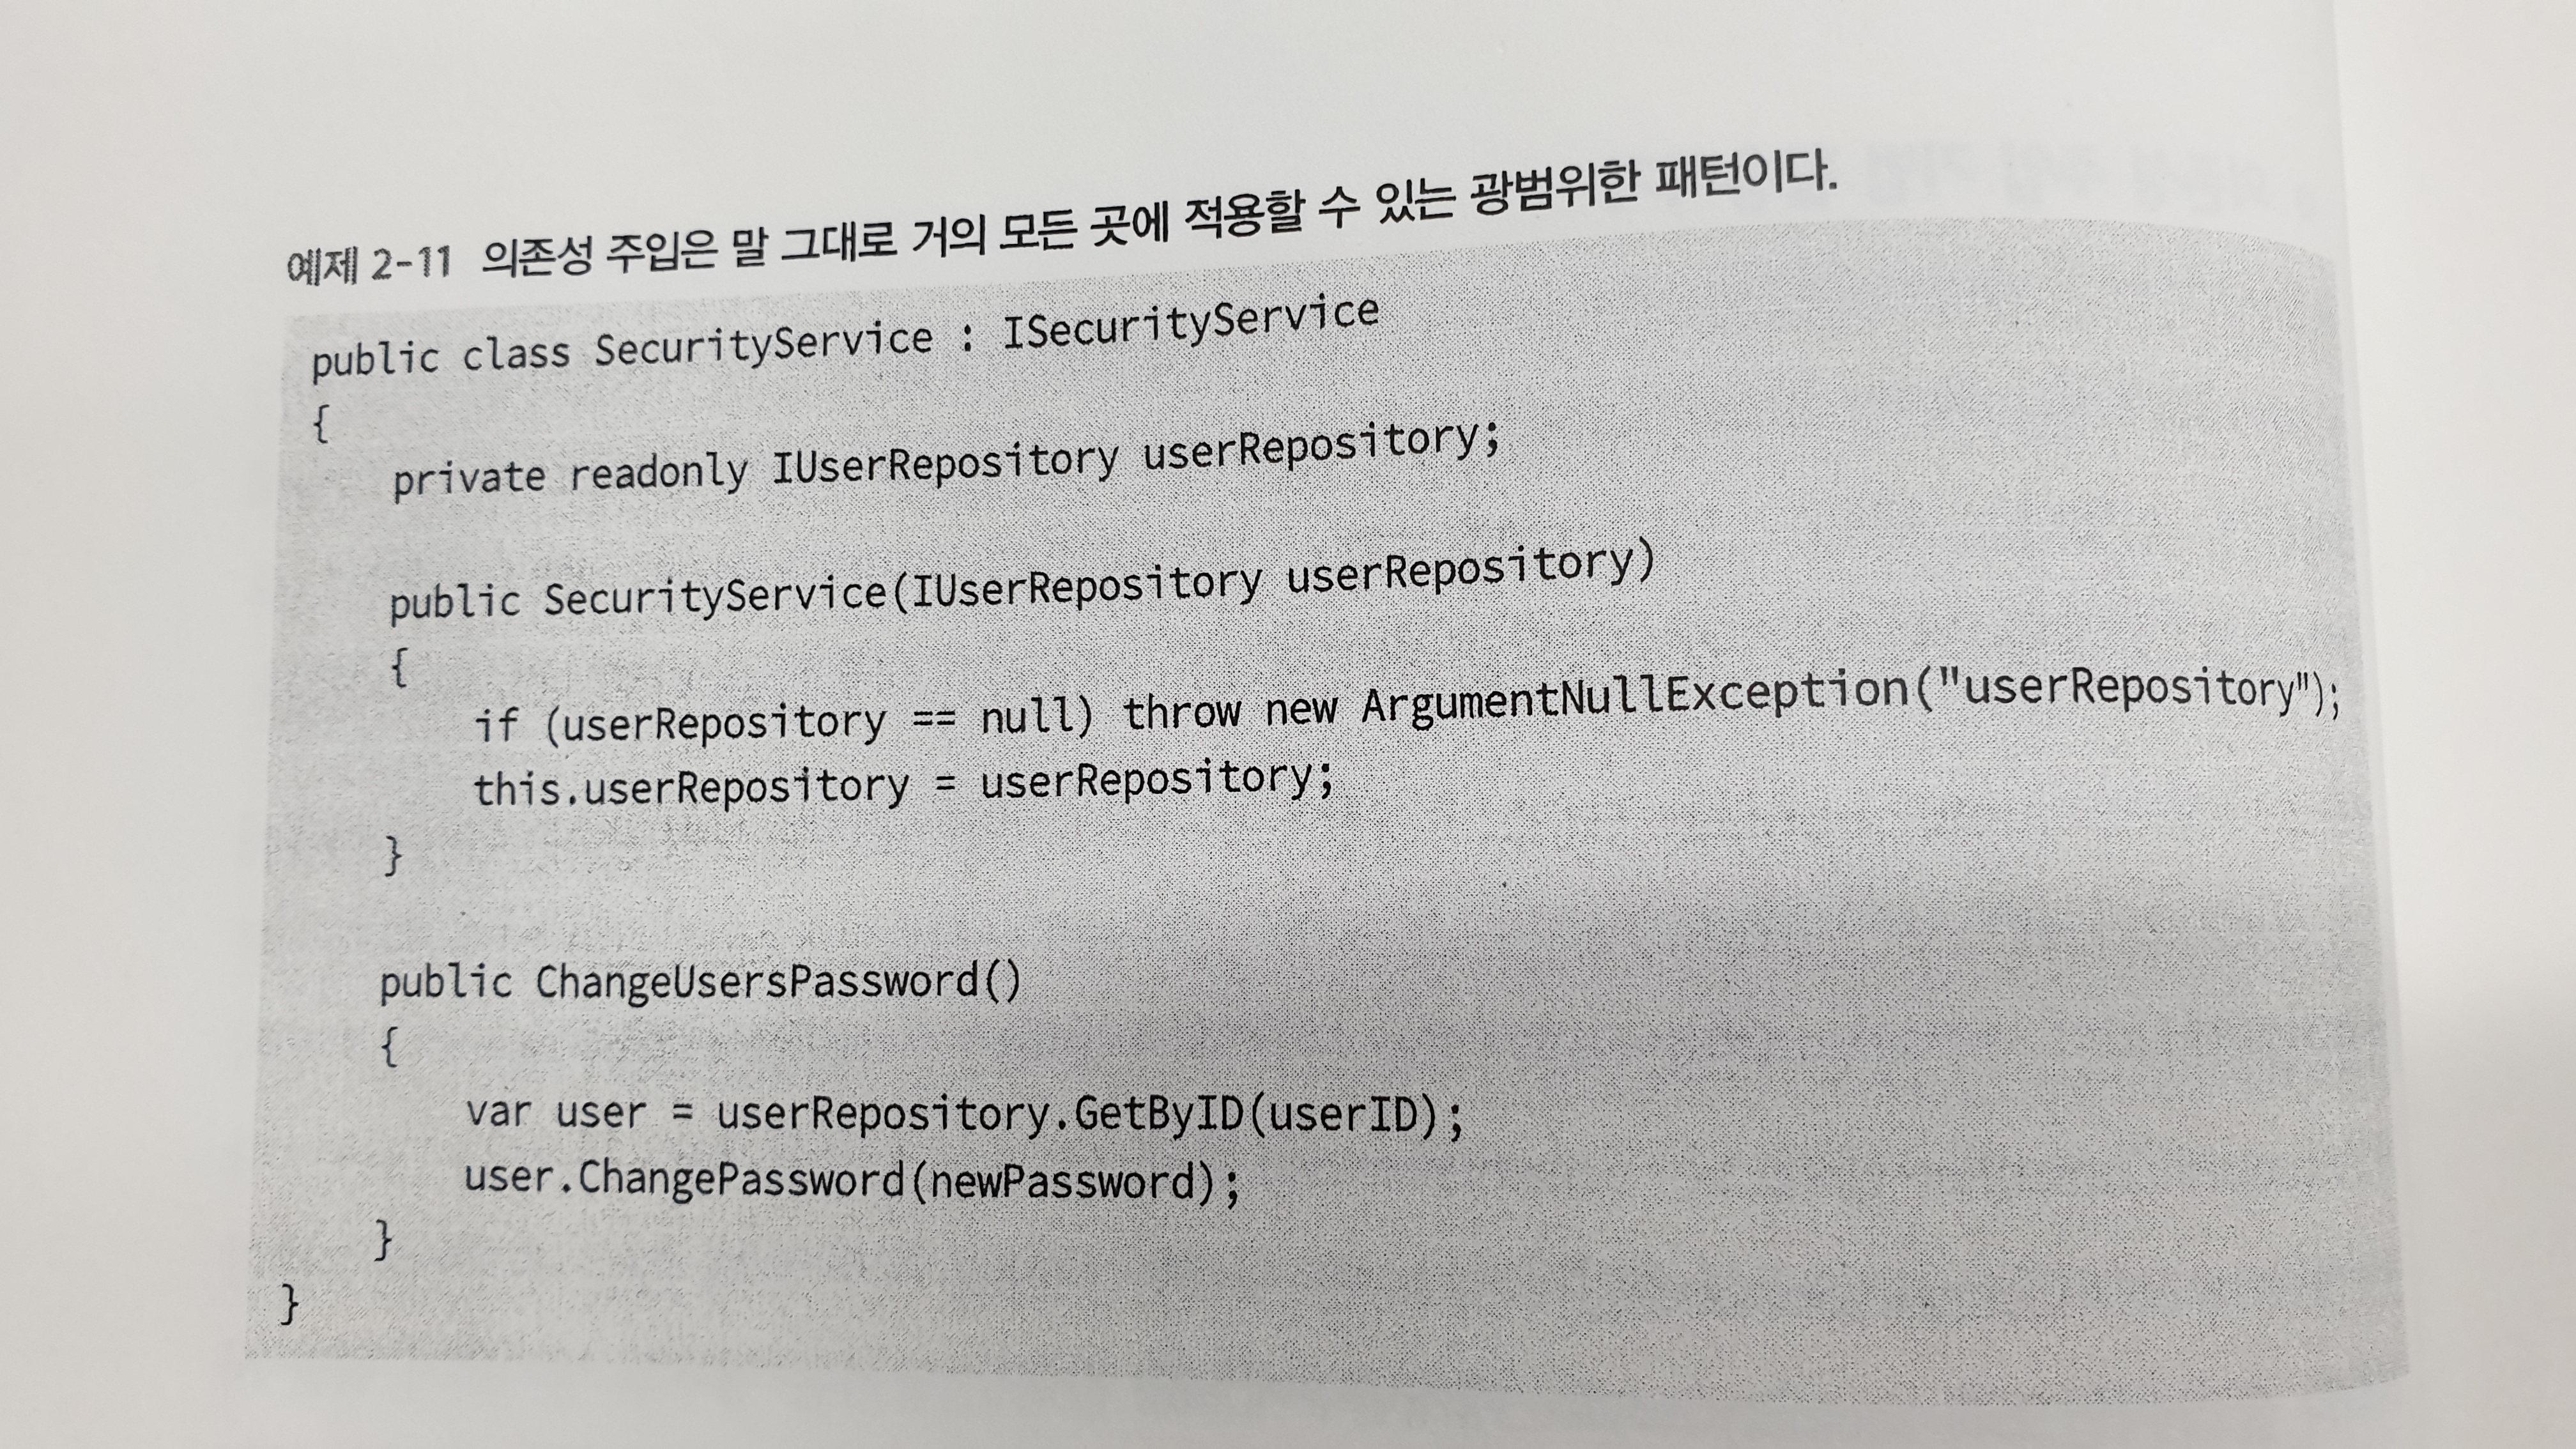 예제 2-11 의존성 주입은 말 그대로 거의 모든 곳에 적용할 수 있는 광범위한 패턴이다.
public class SecurityService : ISecurityService
{
    private readonly IUserRepository userRepository;

    public SecurityService(IUserRepository userRepository)
    {
        if (userRepository == null) throw new ArgumentNullException("userRepository");
        this.userRepository = userRepository;
    }

    public ChangeUsersPassword()
    {
        var user = userRepository.GetByID(userID);
        user.ChangePassword(newPassword);
    }
}